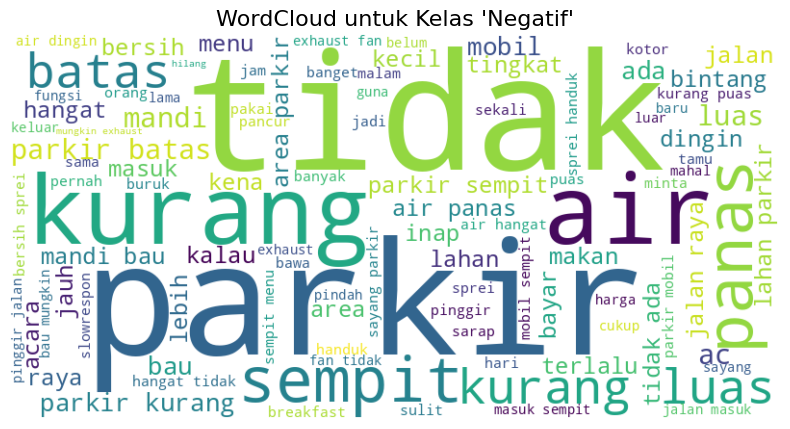 WordCloud untuk Kelas 'Negatif'
air dingin
bersih
menu
exhaust fan
belum
mobil
kotor
jalan
batas
hilang
jam
banget
malam
kecil
tingkat
ada
bintang
fungsi
orang
lama
tidak
guna
kurang puas
hangat
mandi
pakai
pancur
area parkir
jadi
sekali
sprei handuk
baru
luas
keluar
mungkin exhaust
luar
dingin
parkir batas
sama
masuk
kena
banyak
parkir sempit
puas
tamu
mahal
minta
pernah
buruk
kurang
air panas
air hangat
air
panas
lahan parkir
bersih sprei
inap
mandi bau
kalau
exhaust
bawa
sayang parkir
lahan
mobil sempit
makan
jalan raya
parkir
pinggir jalan
acara
bau mungkin
jauh
slowrespon
lebih
sempit menu
pindah
area
sprei
pinggir
sarap
bayar
harga
cukup
tidak ada
parkir mobil
raya
bau
hangat tidak
fan tidak
handuk
hari
terlalu
ac
sayang
sempit
kurang luas
parkir kurang
breakfast
sulit
masuk sempit
jalan masuk